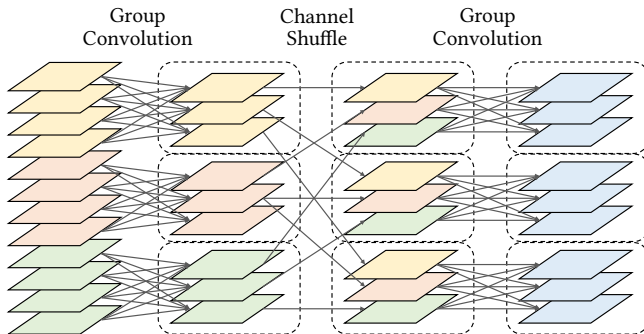 Group
Convolution
Channel
Shuffle
Group
Convolution